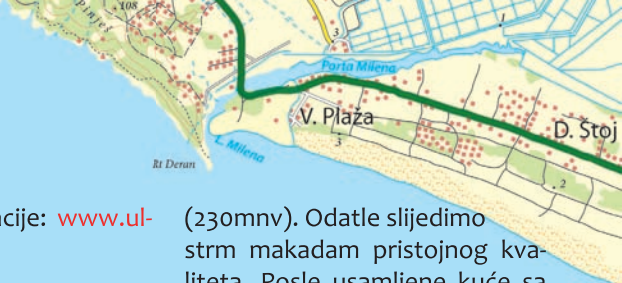 108
Pinješ
3
1
Porta Milena
V. Plaža
3
D. Štoj
L. Milena
Rt Đeran
2
cije: www.ul-
(230mnv). Odatle slijedimo
strm makadam pristojnog kva-
liteta. Posle usamljene kuće sa